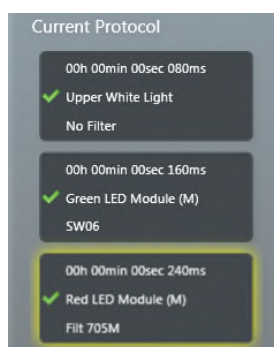 Current Protocol
00h 00min 00sec 080ms
Upper White Light
No Filter
00h 00min 00sec 160ms
Green LED Module (M)
SW06
00h 00min 00sec 240ms
Red LED Module (M)
Filt 705M